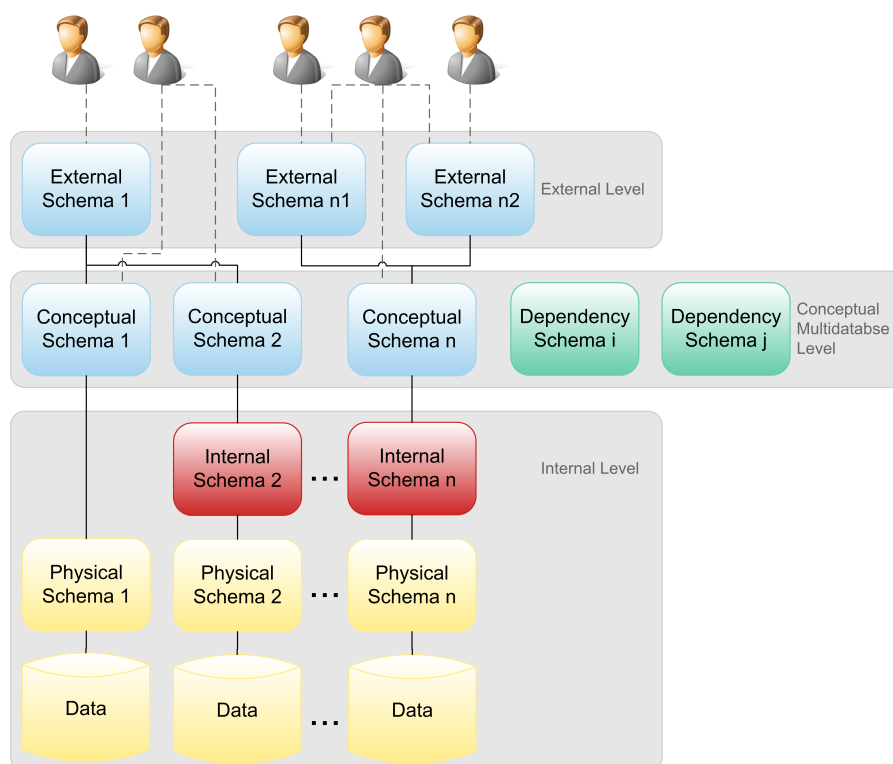 External
Schema 1
External
Schema n1
External
Schema n2
External Level
Conceptual
Schema 1
Conceptual
Schema 2
Conceptual
Schema n
Dependency
Schema i
Dependency
Schema j
Conceptual
Multidatabse
Level
Internal
Schema 2
...
Internal
Schema n
Internal Level
Physical
Schema 1
Physical
Schema 2
...
Physical
Schema n
Data
Data
...
Data